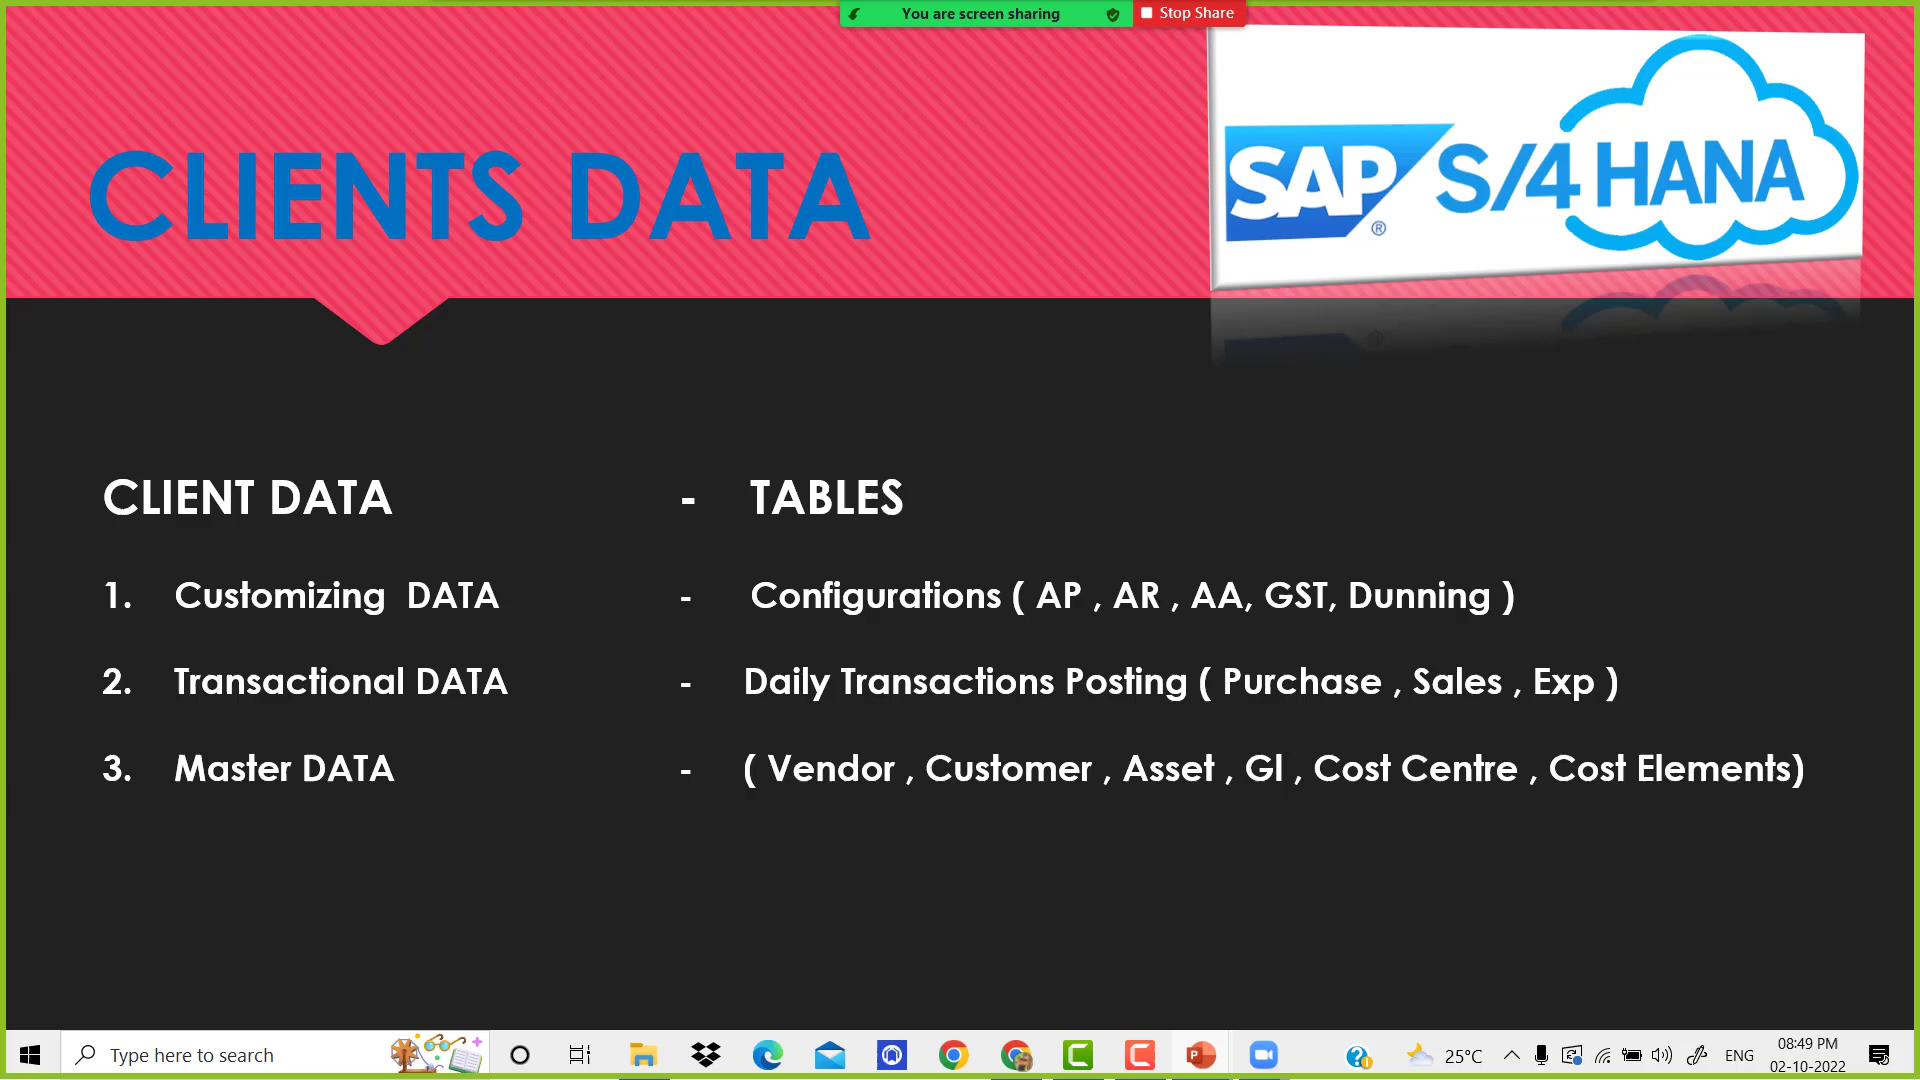 You are screen sharing
Stop Share
CLIENTS DATA
SAP ® S/4 HANA
CLIENT DATA - TABLES
1. Customizing DATA - Configurations ( AP , AR , AA, GST, Dunning )
2. Transactional DATA - Daily Transactions Posting ( Purchase , Sales , Exp )
3. Master DATA - ( Vendor , Customer , Asset , Gl , Cost Centre , Cost Elements)
Type here to search
25°C
ENG
08:49 PM
02-10-2022